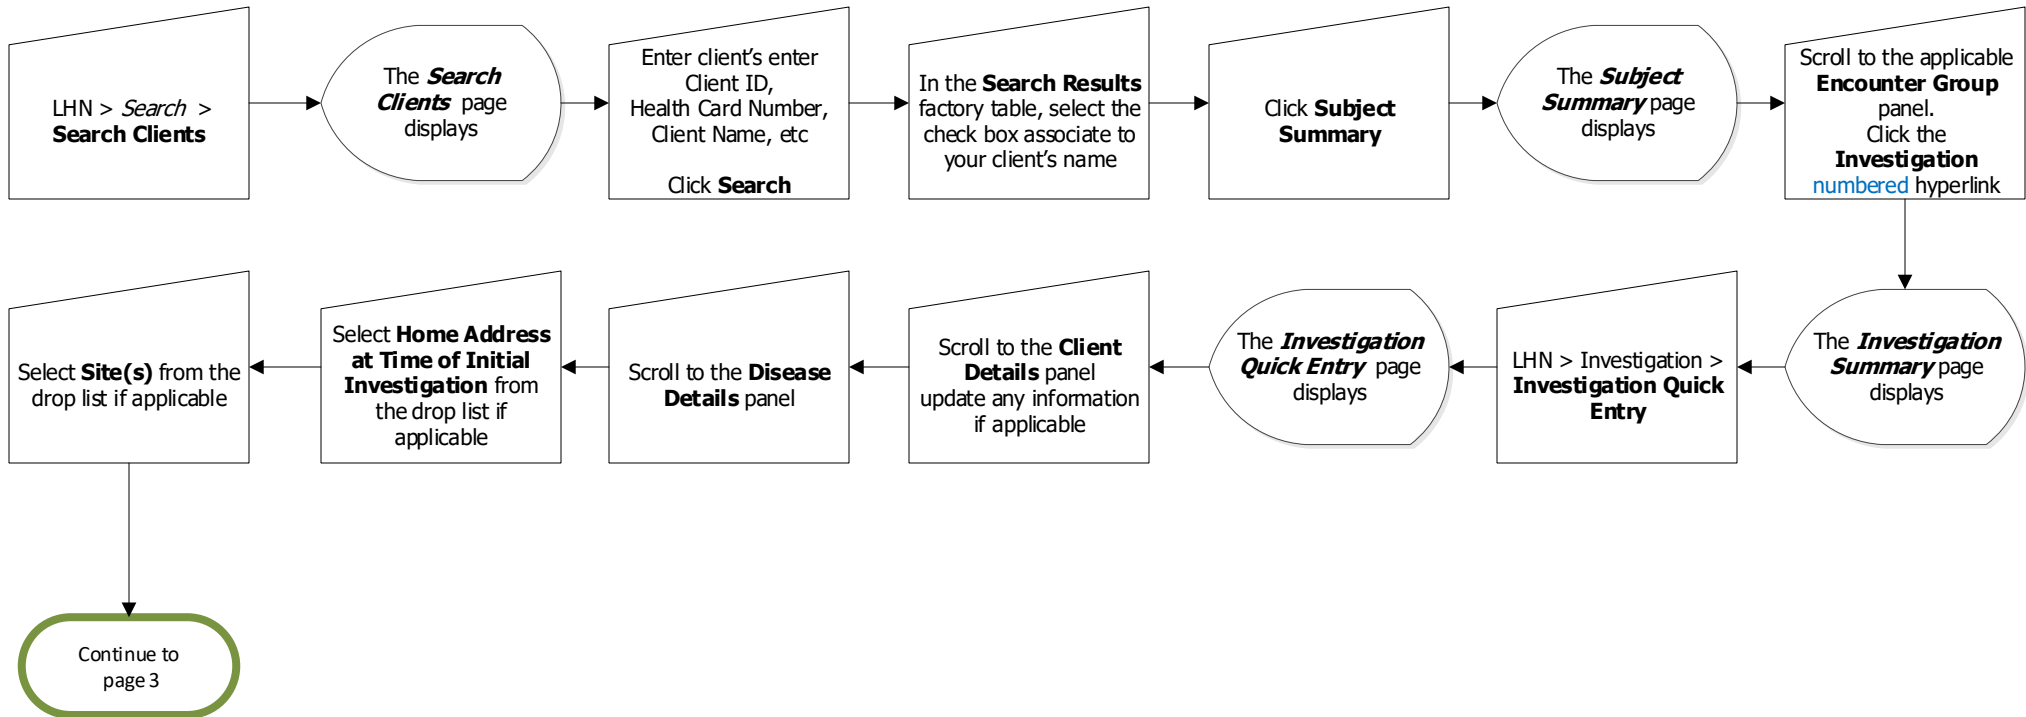 LHN > Search >
Search Clients
The Search
Clients page
displays
Enter client's enter
Client ID,
Health Card Number,
Client Name, etc
Click Search
In the Search Results
factory table, select the
check box associate to
your client's name
Click Subject
Summary
The Subject
Summary page
displays
Scroll to the applicable
Encounter Group
panel.
Click the
Investigation
numbered hyperlink
The Investigation
Summary page
displays
LHN > Investigation >
Investigation Quick
Entry
The Investigation
Quick Entry page
displays
Scroll to the Client
Details panel
update any information
if applicable
Scroll to the Disease
Details panel
Select Home Address
at Time of Initial
Investigation from
the drop list if
applicable
Select Site(s) from the
drop list if applicable
Continue to
page 3